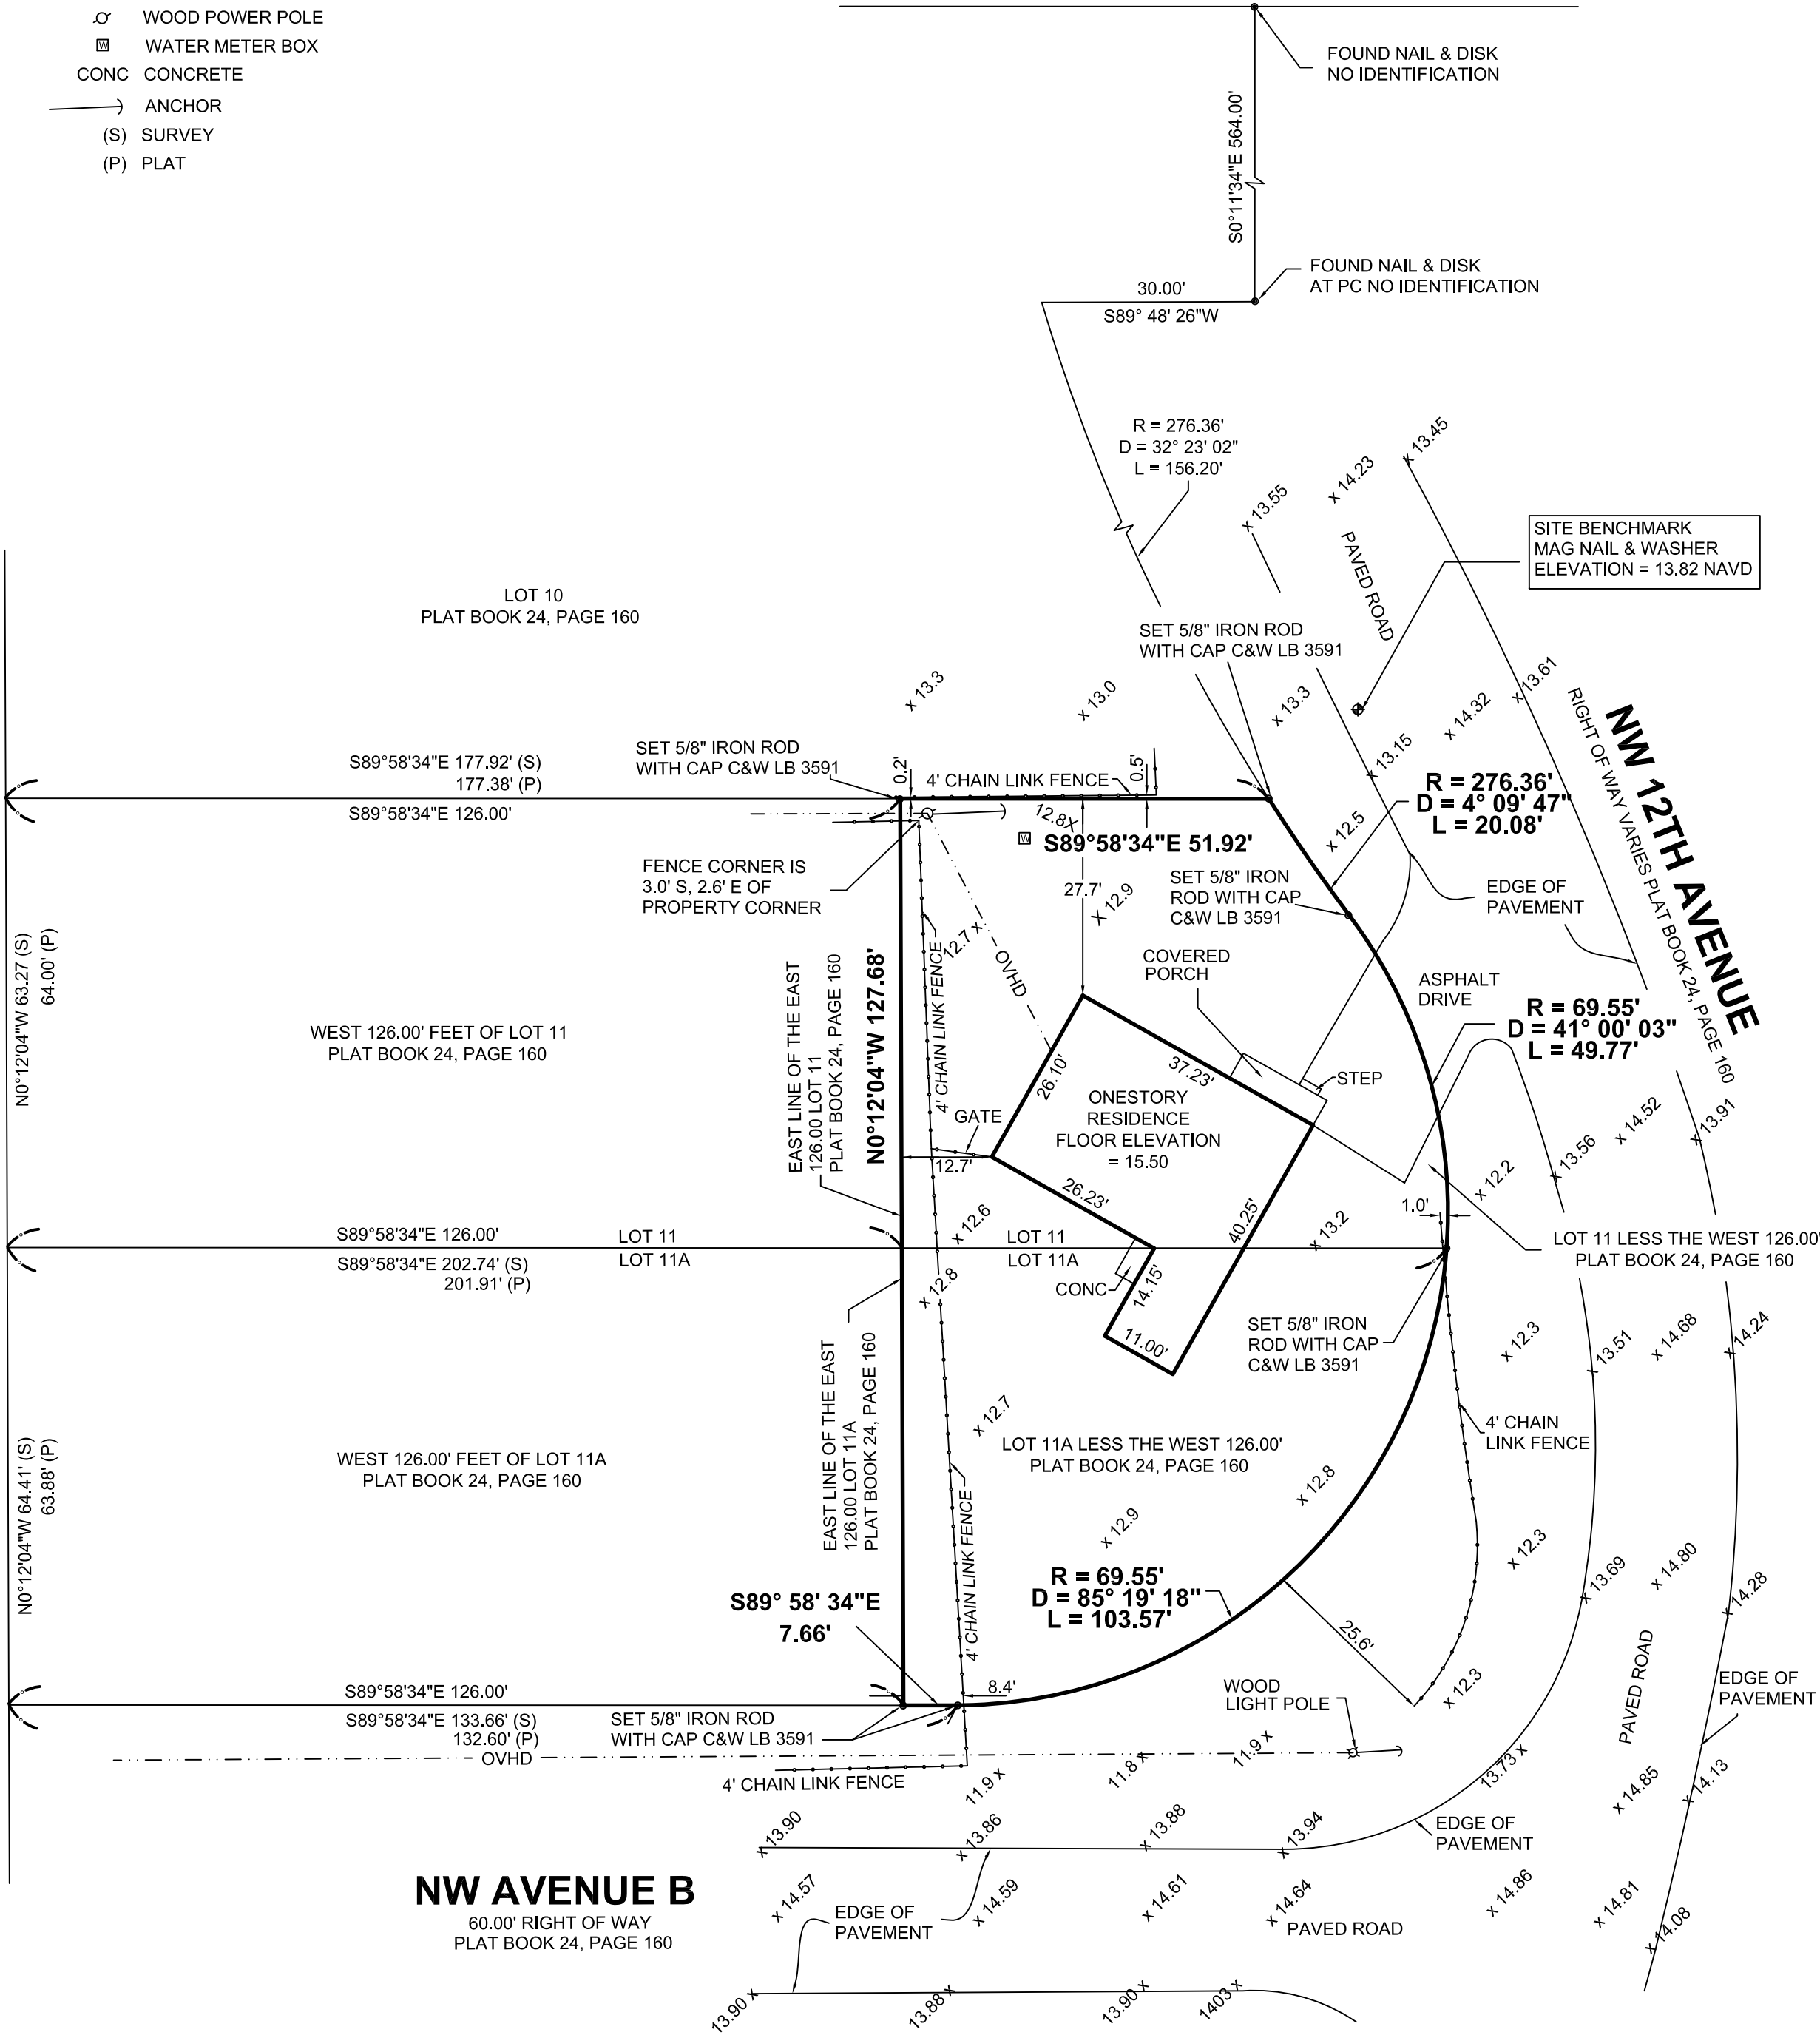 WOOD POWER POLE
W WATER METER BOX
CONC CONCRETE
ANCHOR
(S) SURVEY
(P) PLAT
FOUND NAIL & DISK
NO IDENTIFICATION
S0°11'34"E 564.00'
FOUND NAIL & DISK
AT PC NO IDENTIFICATION
30.00'
S89° 48' 26"W
R = 276.36'
D = 32° 23' 02"
L = 156.20'
x 13.45
x 14.23
x 13.55
PAVED ROAD
SITE BENCHMARK
MAG NAIL & WASHER
ELEVATION = 13.82 NAVD
LOT 10
PLAT BOOK 24, PAGE 160
SET 5/8" IRON ROD
WITH CAP C&W LB 3591
x 13.3
x 13.0
x 13.3
x 13.61
x 14.32
x 13.15
NW 12TH AVENUE
RIGHT OF WAY VARIES PLAT BOOK 24, PAGE 160
S89°58'34"E 177.92' (S)
177.38' (P)
S89°58'34"E 126.00'
SET 5/8" IRON ROD
WITH CAP C&W LB 3591
0.2'
4' CHAIN LINK FENCE
0.5'
12.8X
W
S89°58'34"E 51.92'
R = 276.36'
D = 4° 09' 47"
L = 20.08'
x 12.5
FENCE CORNER IS
3.0' S, 2.6' E OF
PROPERTY CORNER
27.7'
X 12.9
SET 5/8" IRON
ROD WITH CAP
C&W LB 3591
EDGE OF
PAVEMENT
N0°12'04"W 63.27 (S)
64.00' (P)
WEST 126.00' FEET OF LOT 11
PLAT BOOK 24, PAGE 160
EAST LINE OF THE EAST
126.00 LOT 11
PLAT BOOK 24, PAGE 160
N0°12'04"W 127.68'
4' CHAIN LINK FENCE
12.7 x
OVHD
COVERED
PORCH
ASPHALT
DRIVE
R = 69.55'
D = 41° 00' 03"
L = 49.77'
26.10'
37.23'
STEP
ONESTORY
RESIDENCE
FLOOR ELEVATION
= 15.50
GATE
12.7'
26.23'
40.25'
x 14.52
x 13.91
x 13.56
x 12.2
1.0'
x 12.6
x 13.2
S89°58'34"E 126.00'
LOT 11
LOT 11
LOT 11 LESS THE WEST 126.00'
PLAT BOOK 24, PAGE 160
S89°58'34"E 202.74' (S)
201.91' (P)
LOT 11A
LOT 11A
x 12.8
CONC
14.15'
11.00'
SET 5/8" IRON
ROD WITH CAP
C&W LB 3591
x 12.3
x 13.51
x 14.68
x 14.24
EAST LINE OF THE EAST
126.00 LOT 11A
PLAT BOOK 24, PAGE 160
x 12.7
4' CHAIN
LINK FENCE
N0°12'04"W 64.41' (S)
63.88' (P)
WEST 126.00' FEET OF LOT 11A
PLAT BOOK 24, PAGE 160
LOT 11A LESS THE WEST 126.00'
PLAT BOOK 24, PAGE 160
x 12.8
x 12.9
4' CHAIN LINK FENCE
x 12.3
x 13.69
x 14.80
x 14.28
R = 69.55'
D = 85° 19' 18"
L = 103.57'
S89° 58' 34"E
7.66'
25.6'
PAVED ROAD
S89°58'34"E 126.00'
8.4'
WOOD
LIGHT POLE
x 12.3
EDGE OF
PAVEMENT
S89°58'34"E 133.66' (S)
132.60' (P)
SET 5/8" IRON ROD
WITH CAP C&W LB 3591
OVHD
4' CHAIN LINK FENCE
11.9 x
11.8 x
11.9 x
13.73 x
x 14.85
x 14.13
x 13.90
x 13.86
x 13.88
x 13.94
EDGE OF
PAVEMENT
NW AVENUE B
60.00' RIGHT OF WAY
PLAT BOOK 24, PAGE 160
x 14.57
EDGE OF
PAVEMENT
x 14.59
x 14.61
x 14.64
PAVED ROAD
x 14.86
x 14.81
x 14.08
13.90 x
13.88 x
13.90 x
1403 x